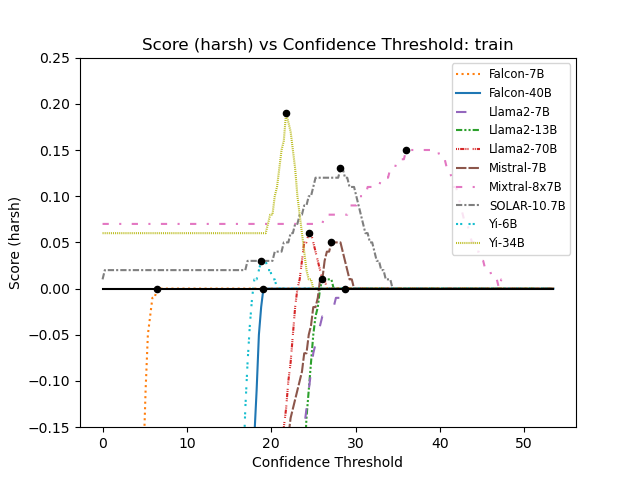 Score (harsh) vs Confidence Threshold: train
0.25
0.20
0.15
0.10
0.05
0.00
−0.05
−0.10
−0.15
Score (harsh)
0 10 20 30 40 50
Confidence Threshold
Falcon-7B
Falcon-40B
Llama2-7B
Llama2-13B
Llama2-70B
Mistral-7B
Mixtral-8x7B
SOLAR-10.7B
Yi-6B
Yi-34B